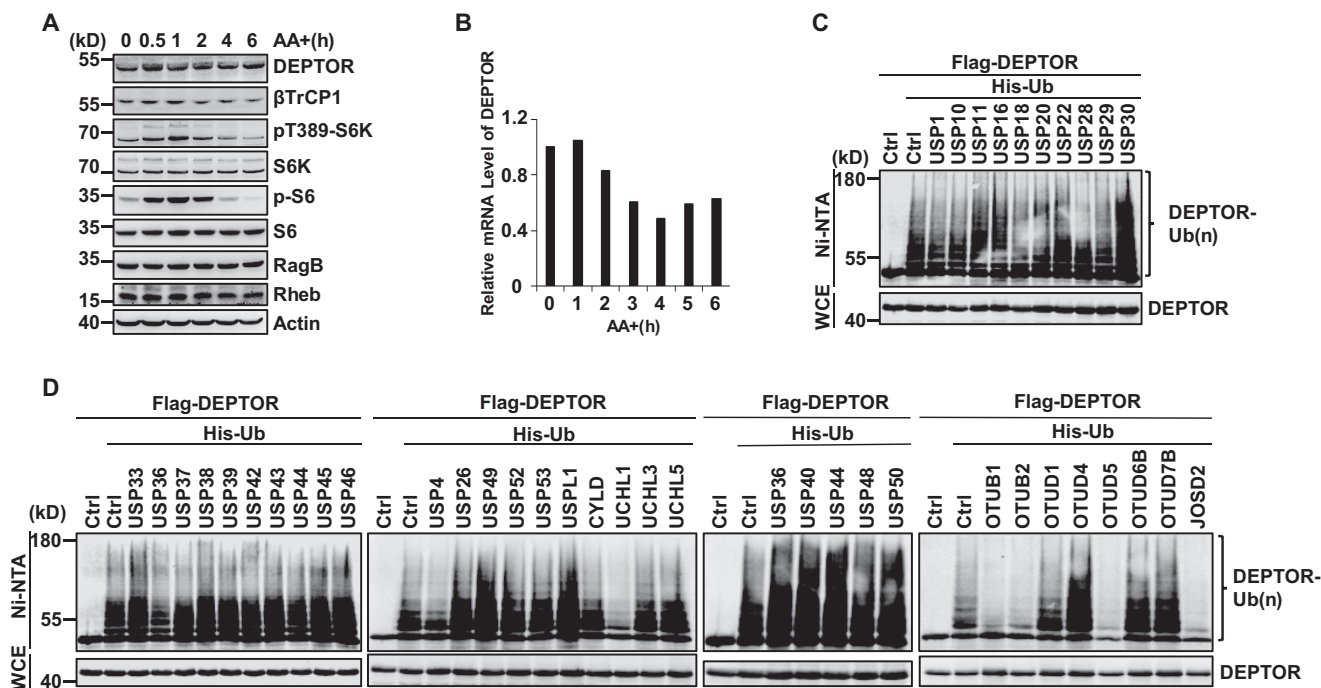 A
(kD) 0 0.5 1 2 4 6 AA+(h)
55 DEPTOR
55 βTrCP1
70 pT389-S6K
70 S6K
35 p-S6
35 S6
35 RagB
15 Rheb
40 Actin
B
Relative mRNA Level of DEPTOR
1.2
0.8
0.4
0
0 1 2 3 4 5 6
AA+(h)
C
Flag-DEPTOR
His-Ub
(kD) Ctrl Ctrl USP1 USP10 USP11 USP16 USP18 USP20 USP22 USP28 USP29 USP30
180
55
Ni-NTA
DEPTOR-
Ub(n)
WCE
40
DEPTOR
D
Flag-DEPTOR Flag-DEPTOR Flag-DEPTOR Flag-DEPTOR
His-Ub His-Ub His-Ub His-Ub
(kD) Ctrl Ctrl USP33 USP36 USP37 USP38 USP39 USP42 USP43 USP44 USP45 USP46
Ctrl Ctrl USP4 USP26 USP49 USP52 USP53 USPL1 CYLD UCHL1 UCHL3 UCHL5
Ctrl Ctrl USP36 USP40 USP44 USP48 USP50
Ctrl Ctrl OTUB1 OTUB2 OTUD1 OTUD4 OTUD5 OTUD6B OTUD7B JOSD2
180
55
Ni-NTA
DEPTOR-
Ub(n)
WCE
40
DEPTOR